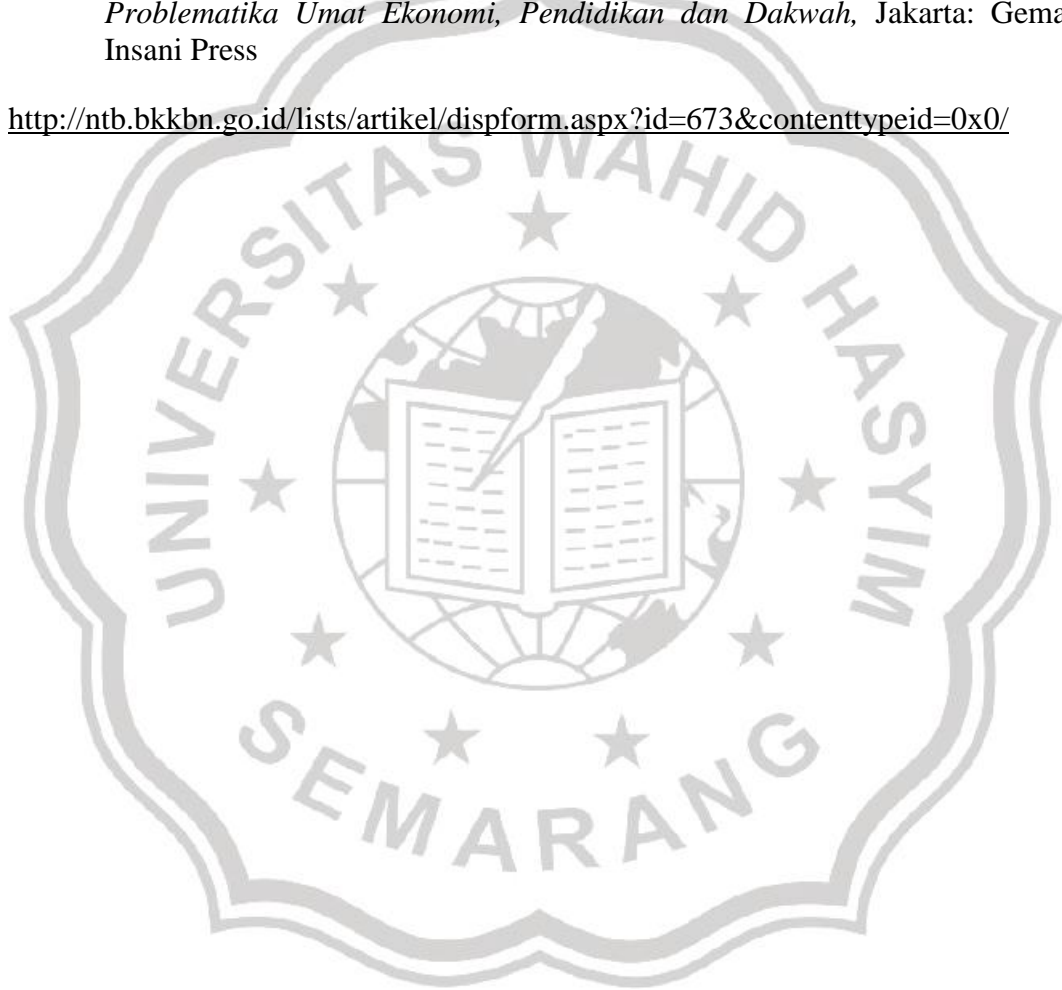 Problematika Umat Ekonomi, Pendidikan dan Dakwah, Jakarta: Gema
Insani Press
http://ntb.bkkbn.go.id/lists/artikel/dispform.aspx?id=673&contenttypeid=0x0/
UNIVERSITAS WAHID HASYIM
SEMARANG